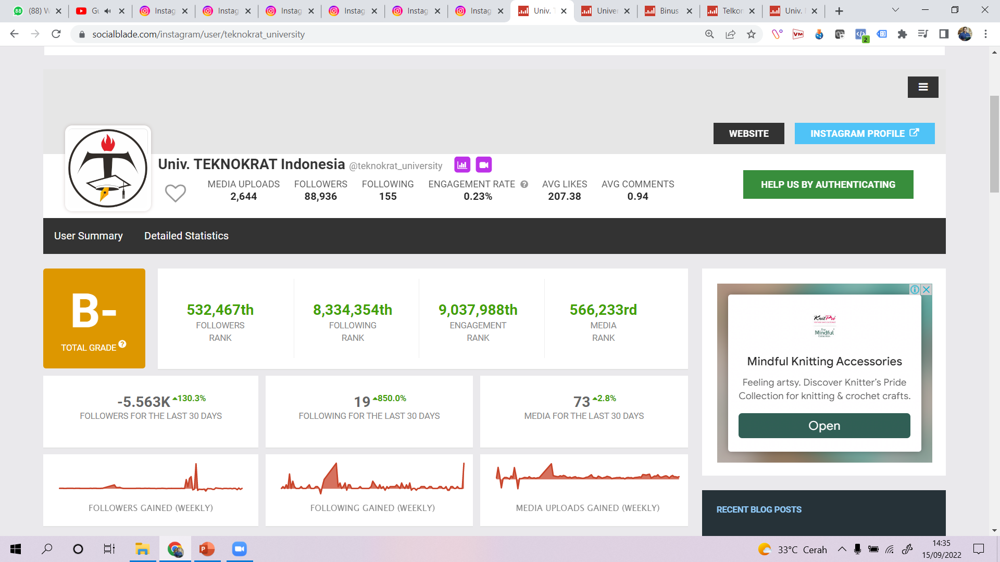 (88) W
Gu
Instag
Instag
Instag
Instag
Instag
Instag
Univ. T
Univer
Binus
Telkon
Univ.
socialblade.com/instagram/user/teknokrat_university
VM
2
WEBSITE
INSTAGRAM PROFILE
Univ. TEKNOKRAT Indonesia @teknokrat_university
HELP US BY AUTHENTICATING
MEDIA UPLOADS FOLLOWERS FOLLOWING ENGAGEMENT RATE AVG LIKES AVG COMMENTS
2,644 88,936 155 0.23% 207.38 0.94
User Summary Detailed Statistics
B-
TOTAL GRADE
532,467th
FOLLOWERS
RANK
8,334,354th
FOLLOWING
RANK
9,037,988th
ENGAGEMENT
RANK
566,233rd
MEDIA
RANK
-5.563K 130.3%
FOLLOWERS FOR THE LAST 30 DAYS
19 850.0%
FOLLOWING FOR THE LAST 30 DAYS
73 2.8%
MEDIA FOR THE LAST 30 DAYS
FOLLOWERS GAINED (WEEKLY)
FOLLOWING GAINED (WEEKLY)
MEDIA UPLOADS GAINED (WEEKLY)
KnitPro
The
Mindful
Collection
Mindful Knitting Accessories
Feeling artsy. Discover Knitter's Pride
Collection for knitting & crochet crafts.
Open
RECENT BLOG POSTS
33°C Cerah
14:35
15/09/2022